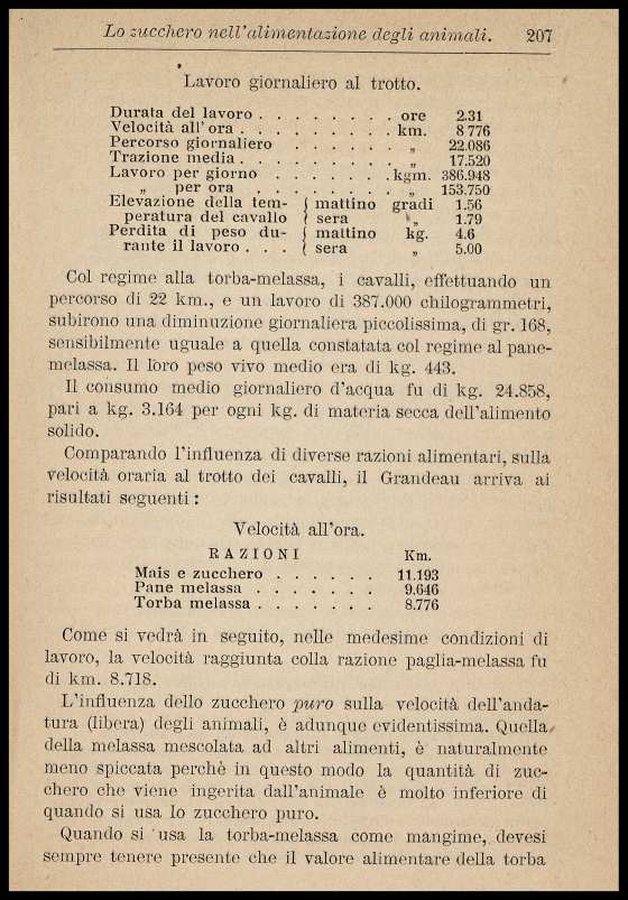 Lo zucchero nell'alimentazione degli animali. 207
Lavoro giornaliero al trotto.
Durata del lavoro . . . . . . . . ore 2.31
Velocità all'ora . . . . . . . . . km. 8 776
Percorso giornaliero . . . . . . „ 22.086
Trazione media . . . . . . . . . „ 17.520
Lavoro per giorno . . . . . . . kgm. 386.948
„ per ora . . . . . . . . „ 153.750
Elevazione della tem- { mattino gradi 1.56
peratura del cavallo { sera „ 1.79
Perdita di peso du- { mattino kg. 4.6
rante il lavoro . . . { sera „ 5.00
Col regime alla torba-melassa, i cavalli, effettuando un
percorso di 22 km., e un lavoro di 387.000 chilogrammetri,
subirono una diminuzione giornaliera piccolissima, di gr. 168,
sensibilmente uguale a quella constatata col regime al pane-
melassa. Il loro peso vivo medio era di kg. 443.
Il consumo medio giornaliero d'acqua fu di kg. 24.858,
pari a kg. 3.164 per ogni kg. di materia secca dell'alimento
solido.
Comparando l'influenza di diverse razioni alimentari, sulla
velocità oraria al trotto dei cavalli, il Grandeau arriva ai
risultati seguenti :
Velocità all'ora.
RAZIONI Km.
Mais e zucchero . . . . . . 11.193
Pane melassa . . . . . . . 9.646
Torba melassa . . . . . . . 8.776
Come si vedrà in seguito, nelle medesime condizioni di
lavoro, la velocità raggiunta colla razione paglia-melassa fu
di km. 8.718.
L'influenza dello zucchero puro sulla velocità dell'anda-
tura (libera) degli animali, è adunque evidentissima. Quella
della melassa mescolata ad altri alimenti, è naturalmente
meno spiccata perchè in questo modo la quantità di zuc-
chero che viene ingerita dall'animale è molto inferiore di
quando si usa lo zucchero puro.
Quando si usa la torba-melassa come mangime, devesi
sempre tenere presente che il valore alimentare della torba